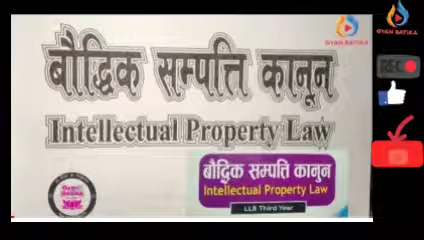 GYAN BATIKA
GYAN BATIKA
REC
बौद्धिक सम्पत्ति कानून
Intellectual Property Law
बौद्धिक सम्पत्ति कानुन
Intellectual Property Law
LLB Third Year